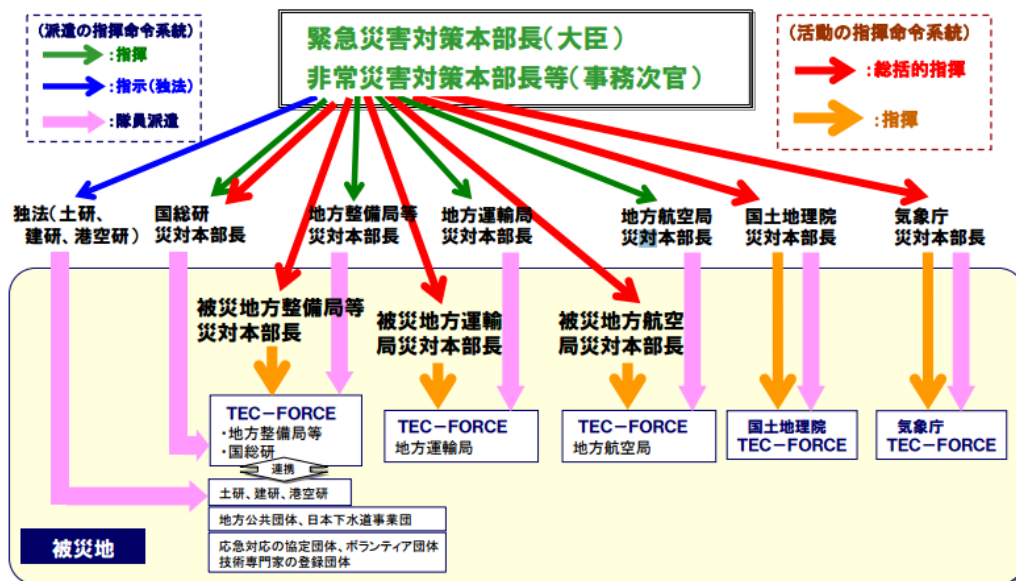 (派遣の指揮命令系統)
:指揮
:指示(独法)
:隊員派遣
緊急災害対策本部長(大臣)
非常災害対策本部長等(事務次官)
(活動の指揮命令系統)
:総括的指揮
:指揮
独法(土研、
建研、港空研)
国総研
災対本部長
地方整備局等
災対本部長
地方運輸局
災対本部長
地方航空局
災対本部長
国土地理院
災対本部長
気象庁
災対本部長
被災地方整備局等
災対本部長
被災地方運輸
局災対本部長
被災地方航空
局災対本部長
TEC-FORCE
・地方整備局等
・国総研
TEC-FORCE
地方運輸局
TEC-FORCE
地方航空局
国土地理院
TEC-FORCE
気象庁
TEC-FORCE
連携
土研、建研、港空研
地方公共団体、日本下水道事業団
応急対応の協定団体、ボランティア団体
技術専門家の登録団体
被災地